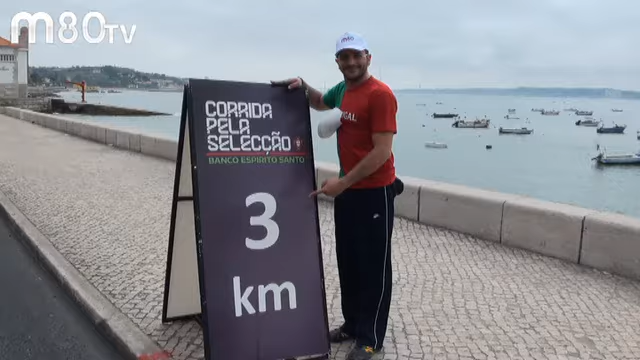 m80TV
CORRIDA
PELA
SELECÇÃO
BANCO ESPIRITO SANTO
3
km